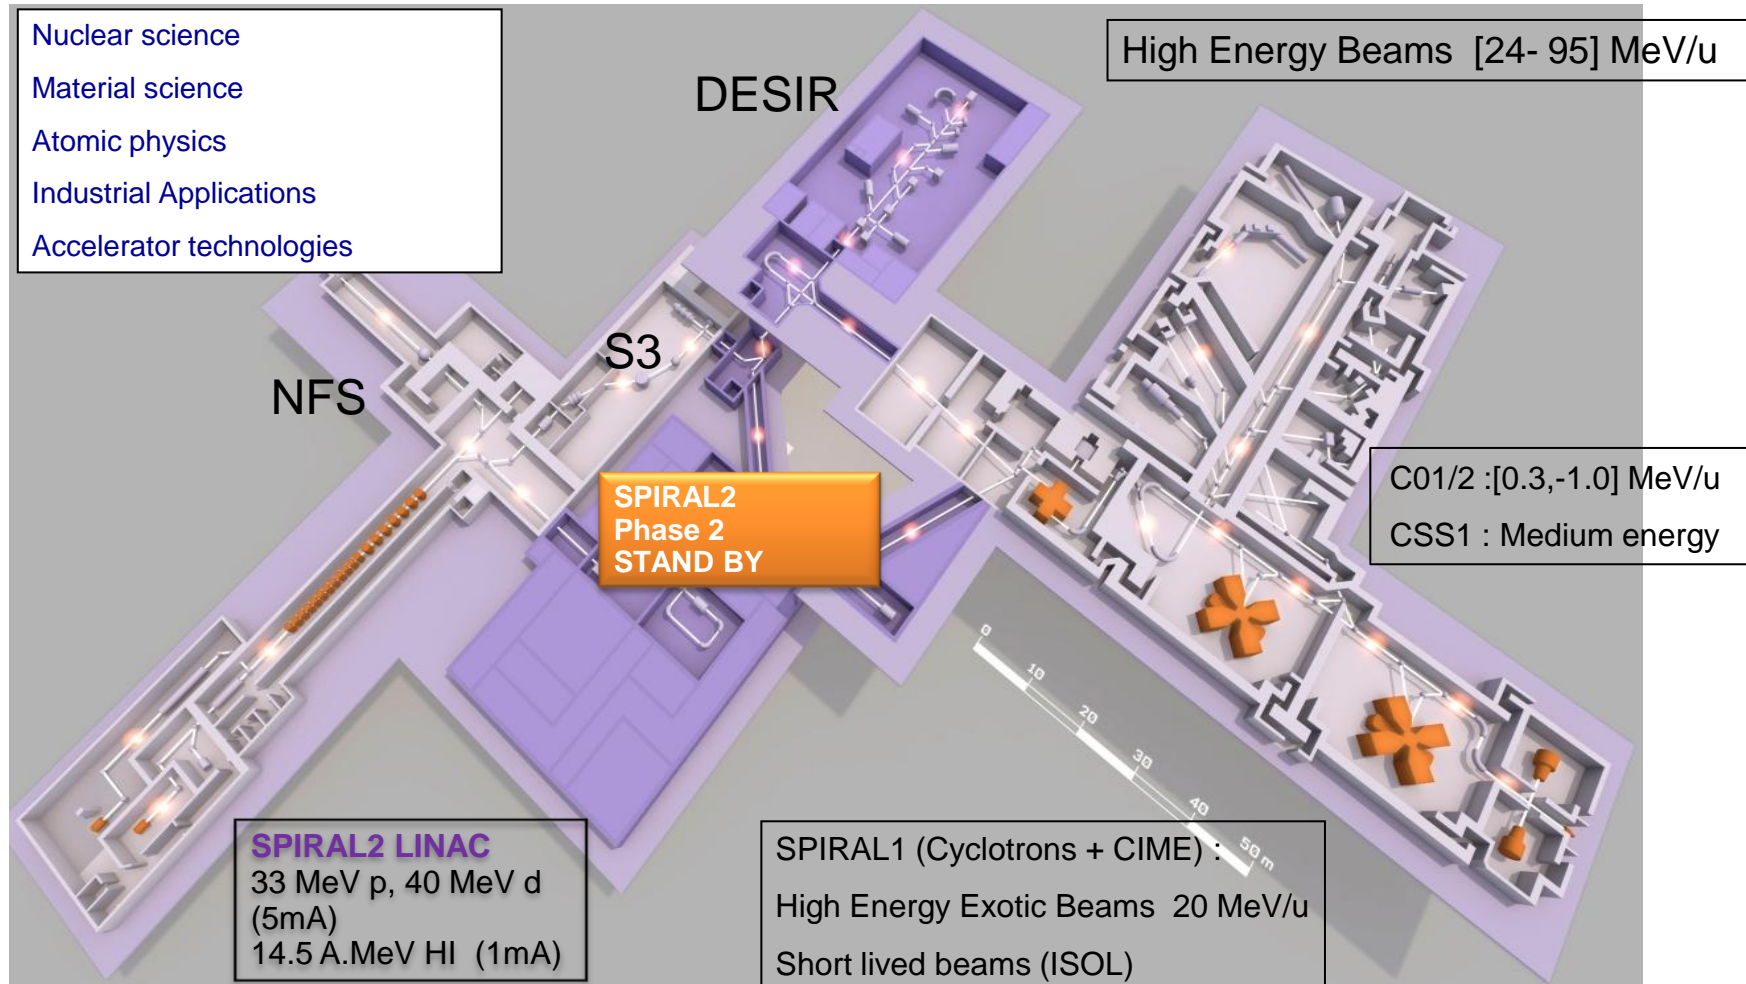 Nuclear science
Material science
Atomic physics
Industrial Applications
Accelerator technologies
DESIR
High Energy Beams [24- 95] MeV/u
S3
NFS
SPIRAL2
Phase 2
STAND BY
C01/2 :[0.3,-1.0] MeV/u
CSS1 : Medium energy
0
10
20
30
40
50 m
SPIRAL2 LINAC
33 MeV p, 40 MeV d
(5mA)
14.5 A.MeV HI (1mA)
SPIRAL1 (Cyclotrons + CIME) :
High Energy Exotic Beams 20 MeV/u
Short lived beams (ISOL)